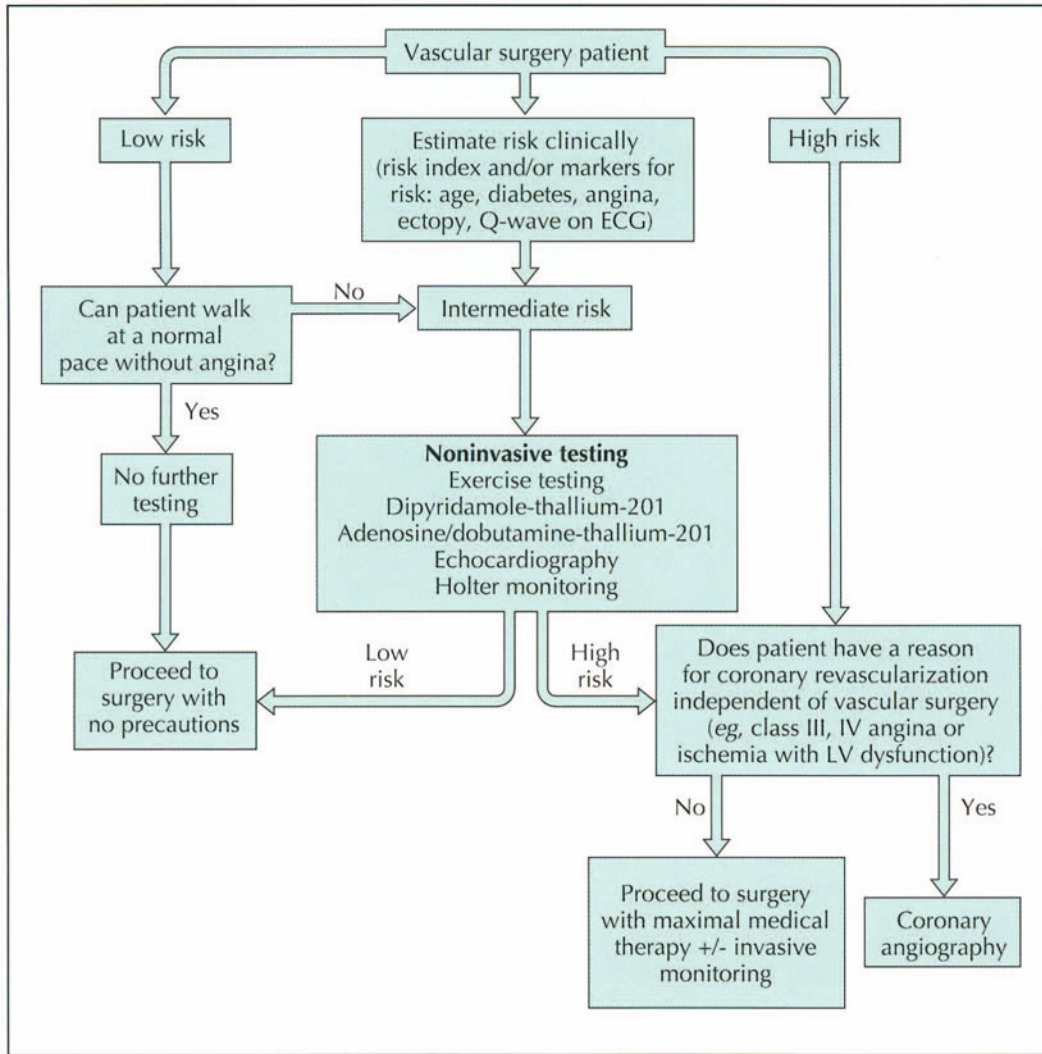 Vascular surgery patient
Low risk
Estimate risk clinically
(risk index and/or markers for
risk: age, diabetes, angina,
ectopy, Q-wave on ECG)
High risk
Can patient walk
at a normal
pace without angina?
No
Intermediate risk
Yes
No further
testing
Noninvasive testing
Exercise testing
Dipyridamole-thallium-201
Adenosine/dobutamine-thallium-201
Echocardiography
Holter monitoring
Low
risk
High
risk
Proceed to
surgery with
no precautions
Does patient have a reason
for coronary revascularization
independent of vascular surgery
(eg, class III, IV angina or
ischemia with LV dysfunction)?
No
Yes
Proceed to surgery
with maximal medical
therapy +/- invasive
monitoring
Coronary
angiography